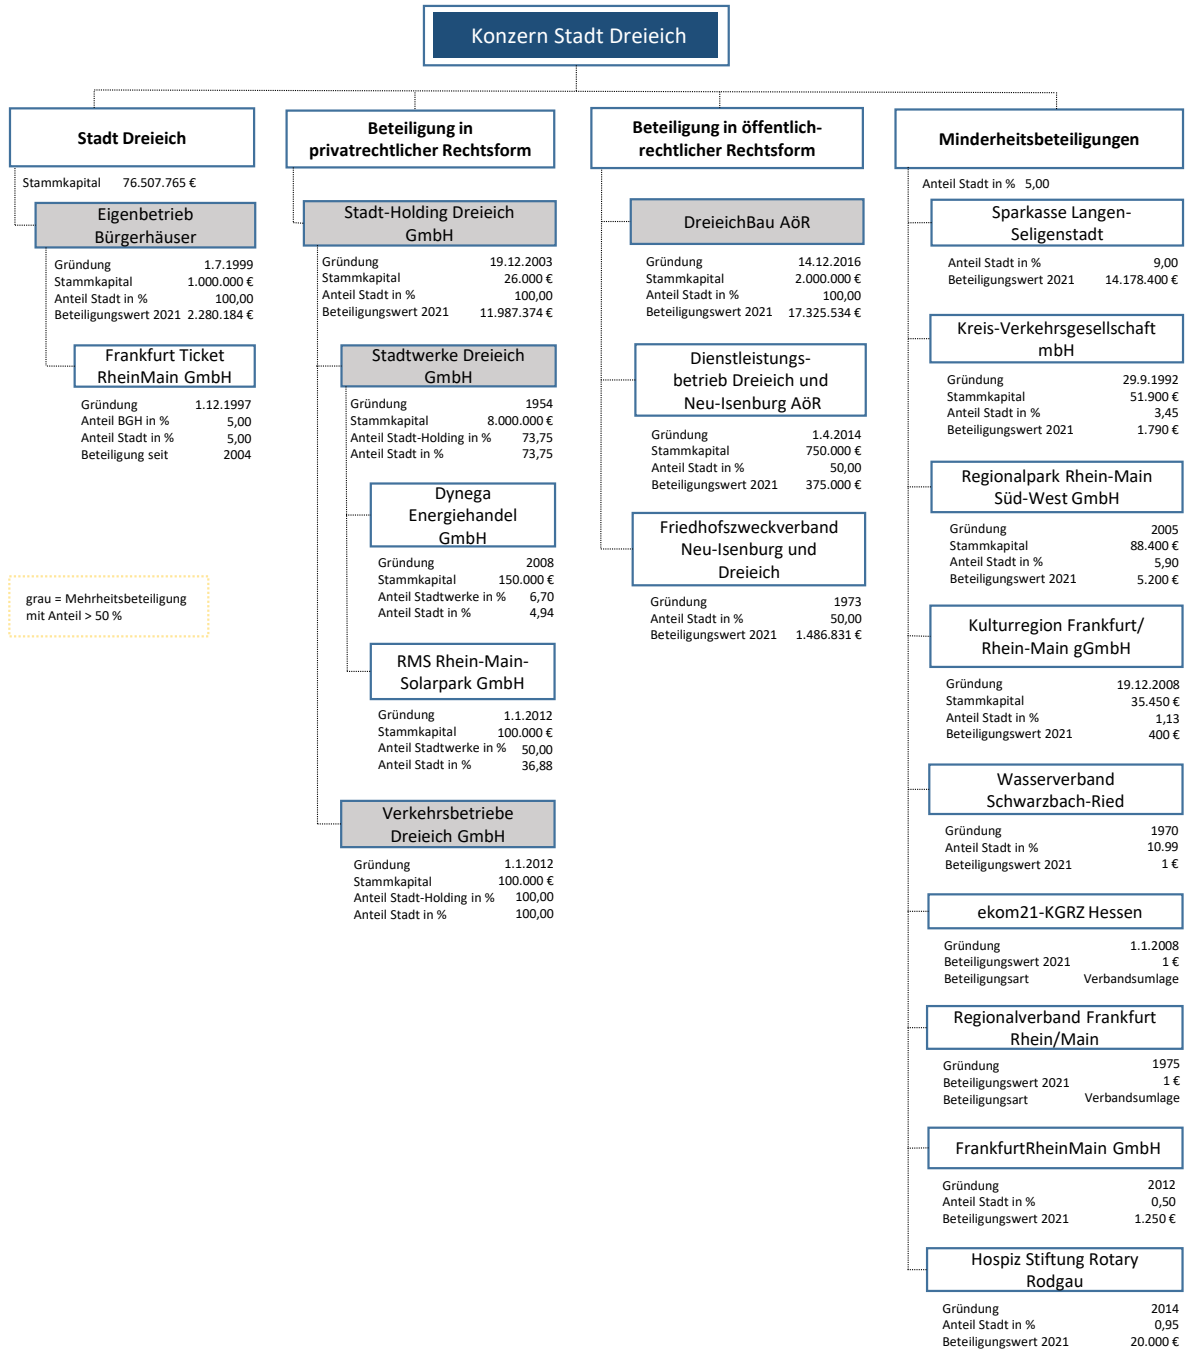 Konzern Stadt Dreieich
Stadt Dreieich
Stammkapital 76.507.765 €
Eigenbetrieb
Bürgerhäuser
Gründung 1.7.1999
Stammkapital 1.000.000 €
Anteil Stadt in % 100,00
Beteiligungswert 2021 2.280.184 €
Frankfurt Ticket
RheinMain GmbH
Gründung 1.12.1997
Anteil BGH in % 5,00
Anteil Stadt in % 5,00
Beteiligung seit 2004
grau = Mehrheitsbeteiligung
mit Anteil > 50 %
Beteiligung in
privatrechtlicher Rechtsform
Stadt-Holding Dreieich
GmbH
Gründung 19.12.2003
Stammkapital 26.000 €
Anteil Stadt in % 100,00
Beteiligungswert 2021 11.987.374 €
Stadtwerke Dreieich
GmbH
Gründung 1954
Stammkapital 8.000.000 €
Anteil Stadt-Holding in % 73,75
Anteil Stadt in % 73,75
Dynega
Energiehandel
GmbH
Gründung 2008
Stammkapital 150.000 €
Anteil Stadtwerke in % 6,70
Anteil Stadt in % 4,94
RMS Rhein-Main-
Solarpark GmbH
Gründung 1.1.2012
Stammkapital 100.000 €
Anteil Stadtwerke in % 50,00
Anteil Stadt in % 36,88
Verkehrsbetriebe
Dreieich GmbH
Gründung 1.1.2012
Stammkapital 100.000 €
Anteil Stadt-Holding in % 100,00
Anteil Stadt in % 100,00
Beteiligung in öffentlich-
rechtlicher Rechtsform
DreieichBau AöR
Gründung 14.12.2016
Stammkapital 2.000.000 €
Anteil Stadt in % 100,00
Beteiligungswert 2021 17.325.534 €
Dienstleistungs-
betrieb Dreieich und
Neu-Isenburg AöR
Gründung 1.4.2014
Stammkapital 750.000 €
Anteil Stadt in % 50,00
Beteiligungswert 2021 375.000 €
Friedhofszweckverband
Neu-Isenburg und
Dreieich
Gründung 1973
Anteil Stadt in % 50,00
Beteiligungswert 2021 1.486.831 €
Minderheitsbeteiligungen
Anteil Stadt in % 5,00
Sparkasse Langen-
Seligenstadt
Anteil Stadt in % 9,00
Beteiligungswert 2021 14.178.400 €
Kreis-Verkehrsgesellschaft
mbH
Gründung 29.9.1992
Stammkapital 51.900 €
Anteil Stadt in % 3,45
Beteiligungswert 2021 1.790 €
Regionalpark Rhein-Main
Süd-West GmbH
Gründung 2005
Stammkapital 88.400 €
Anteil Stadt in % 5,90
Beteiligungswert 2021 5.200 €
Kulturregion Frankfurt/
Rhein-Main gGmbH
Gründung 19.12.2008
Stammkapital 35.450 €
Anteil Stadt in % 1,13
Beteiligungswert 2021 400 €
Wasserverband
Schwarzbach-Ried
Gründung 1970
Anteil Stadt in % 10.99
Beteiligungswert 2021 1 €
ekom21-KGRZ Hessen
Gründung 1.1.2008
Beteiligungswert 2021 1 €
Beteiligungsart Verbandsumlage
Regionalverband Frankfurt
Rhein/Main
Gründung 1975
Beteiligungswert 2021 1 €
Beteiligungsart Verbandsumlage
FrankfurtRheinMain GmbH
Gründung 2012
Anteil Stadt in % 0,50
Beteiligungswert 2021 1.250 €
Hospiz Stiftung Rotary
Rodgau
Gründung 2014
Anteil Stadt in % 0,95
Beteiligungswert 2021 20.000 €